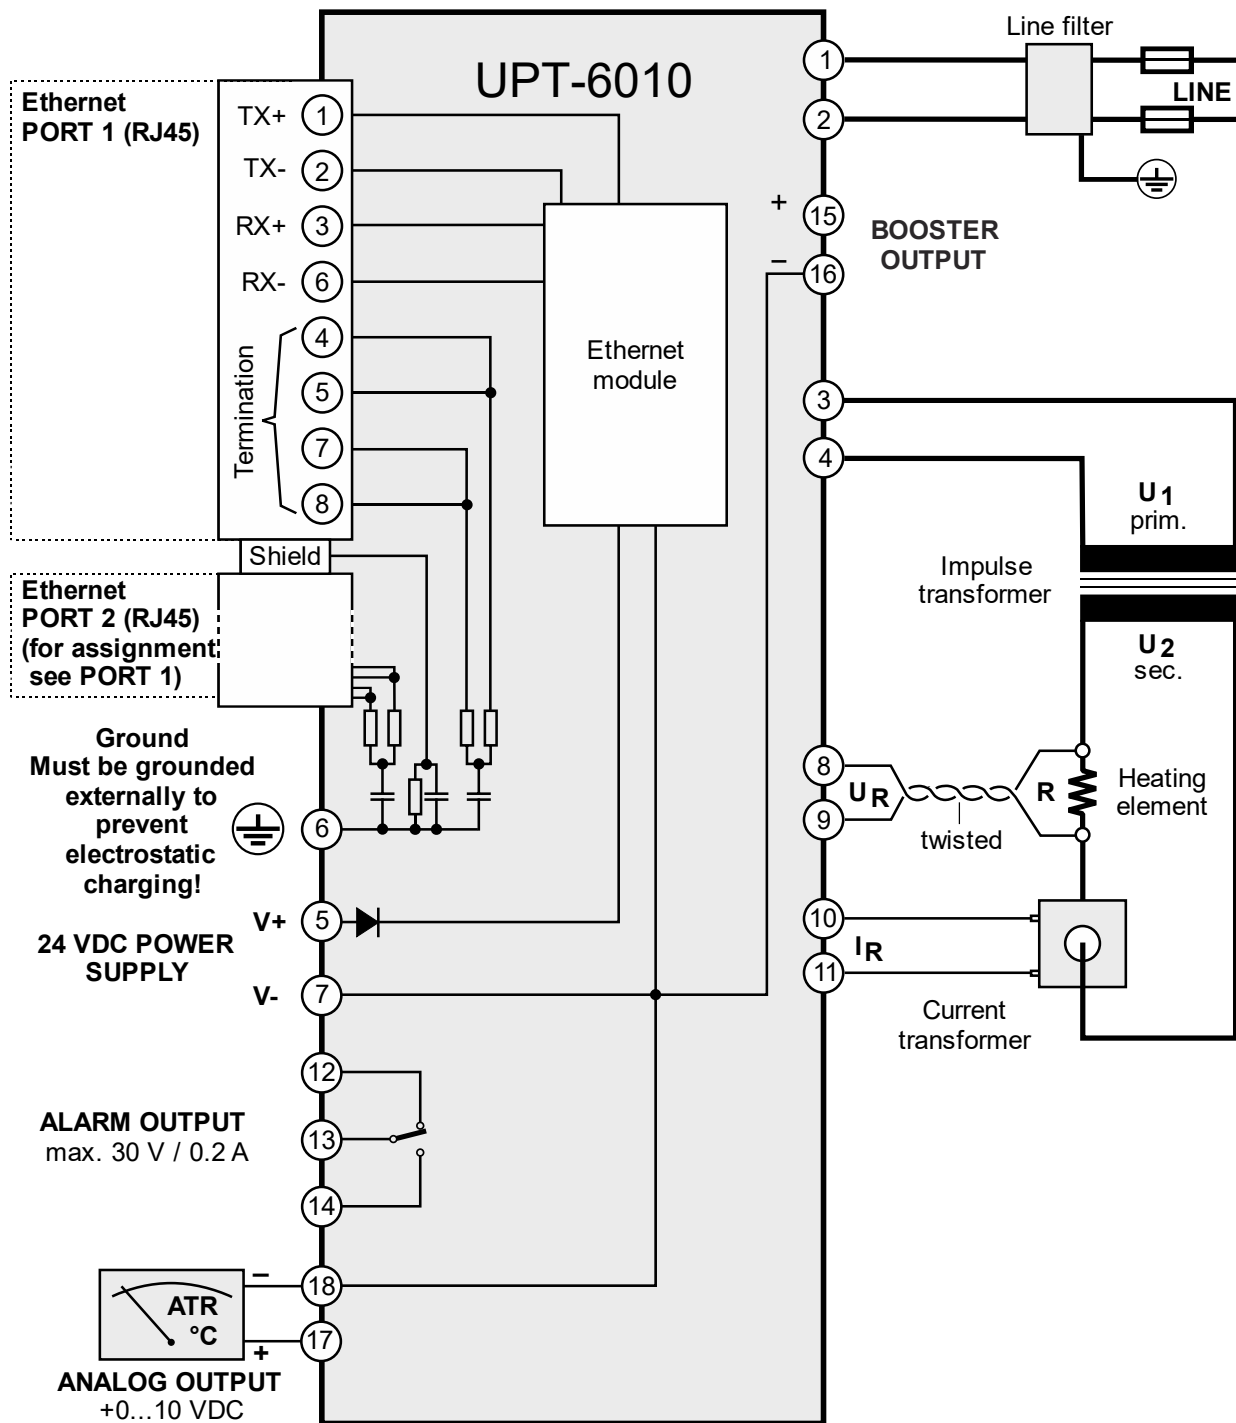 UPT-6010
Line filter
LINE
Ethernet
PORT 1 (RJ45)
TX+ 1
TX- 2
RX+ 3
RX- 6
4
5
7
8
Termination
Shield
Ethernet
PORT 2 (RJ45)
(for assignment
see PORT 1)
Ethernet
module
1
2
+ 15
– 16
BOOSTER
OUTPUT
3
4
U1
prim.
Impulse
transformer
U2
sec.
Ground
Must be grounded
externally to
prevent
electrostatic
charging!
6
8
9
UR
R
twisted
Heating
element
V+ 5
24 VDC POWER
SUPPLY
V- 7
10
11
IR
Current
transformer
12
13
14
ALARM OUTPUT
max. 30 V / 0.2 A
– 18
ATR
°C
+ 17
ANALOG OUTPUT
+0...10 VDC